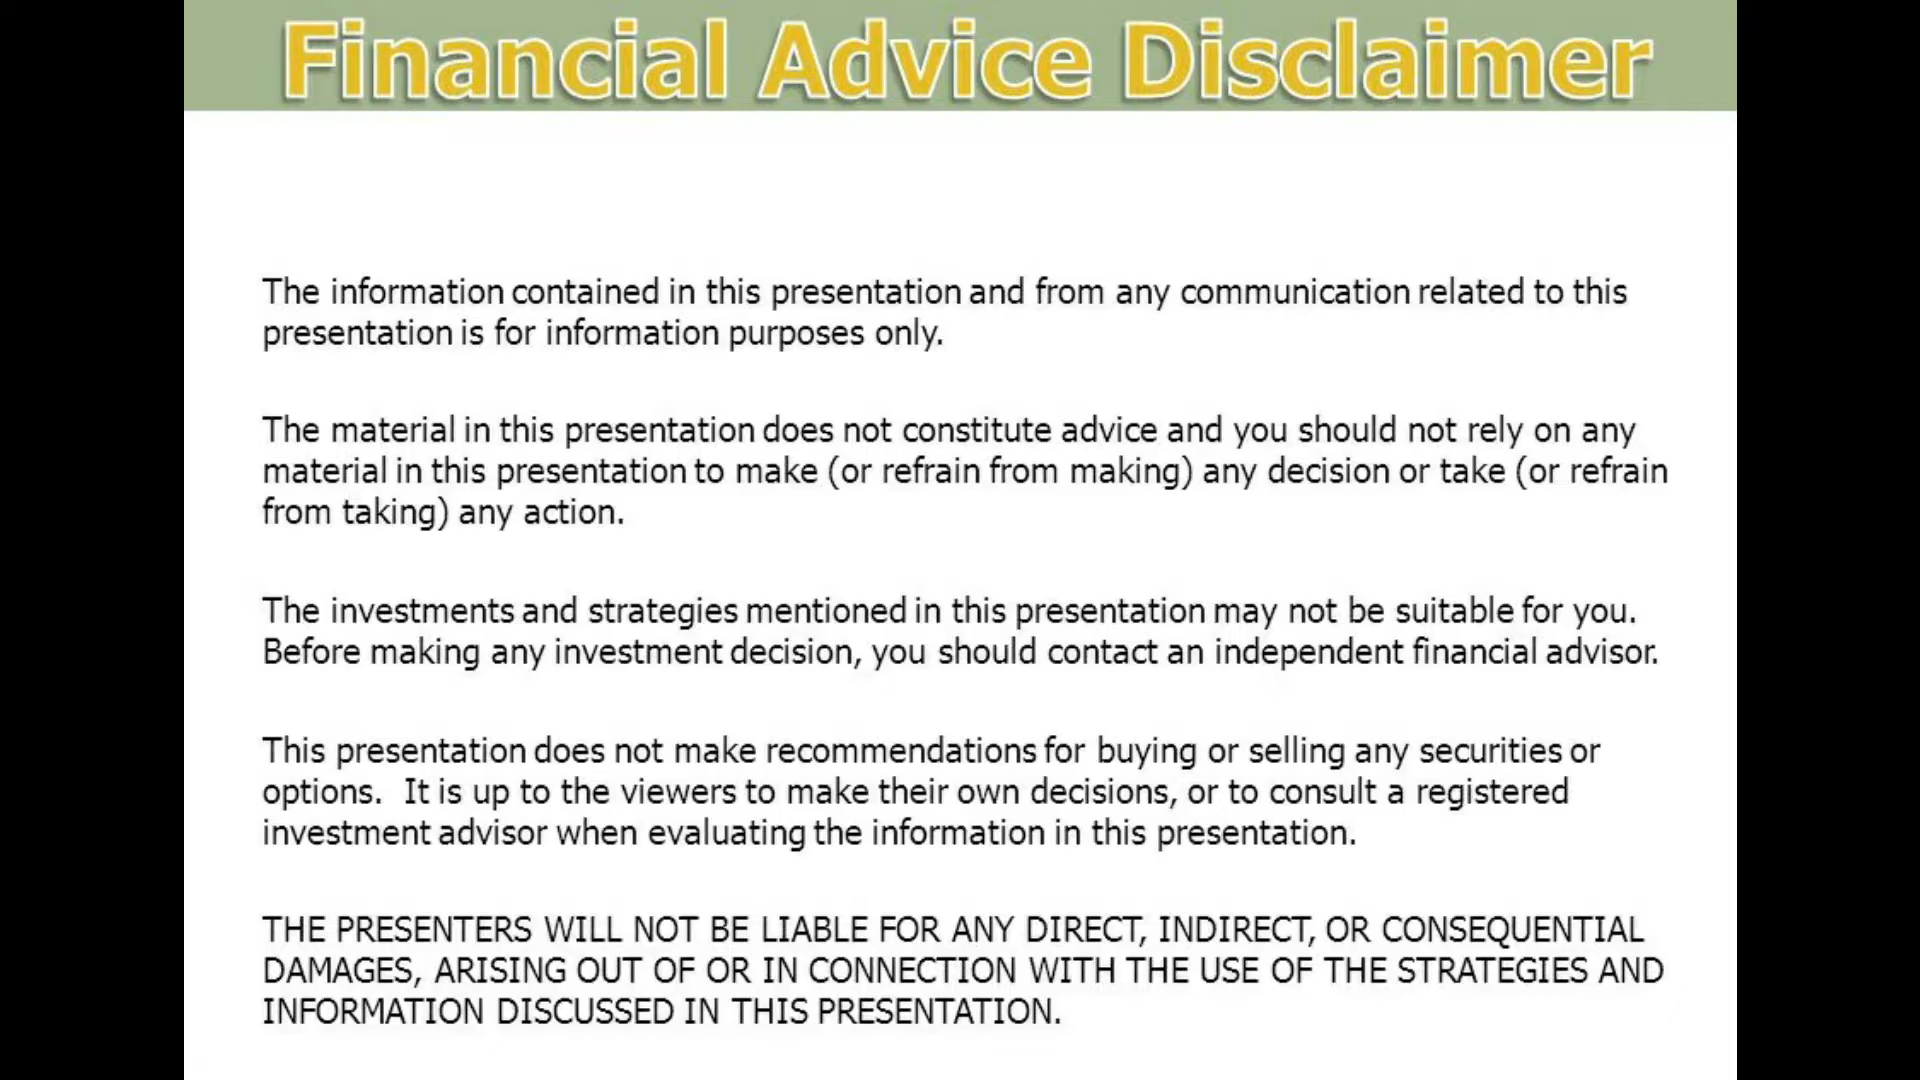 Financial Advice Disclaimer
The information contained in this presentation and from any communication related to this
presentation is for information purposes only.
The material in this presentation does not constitute advice and you should not rely on any
material in this presentation to make (or refrain from making) any decision or take (or refrain
from taking) any action.
The investments and strategies mentioned in this presentation may not be suitable for you.
Before making any investment decision, you should contact an independent financial advisor.
This presentation does not make recommendations for buying or selling any securities or
options.  It is up to the viewers to make their own decisions, or to consult a registered
investment advisor when evaluating the information in this presentation.
THE PRESENTERS WILL NOT BE LIABLE FOR ANY DIRECT, INDIRECT, OR CONSEQUENTIAL
DAMAGES, ARISING OUT OF OR IN CONNECTION WITH THE USE OF THE STRATEGIES AND
INFORMATION DISCUSSED IN THIS PRESENTATION.